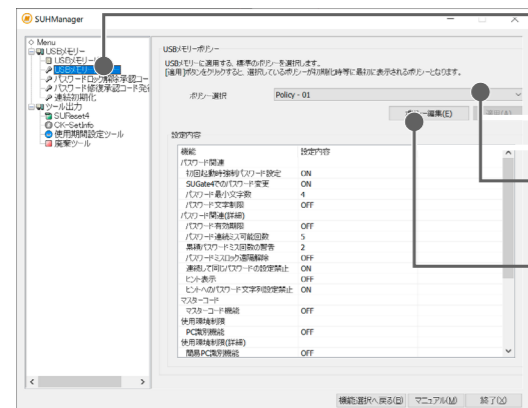 SUHManager
Menu
USBメモリー
USBメモリー
USBメモリー
パスワードロック解除承認コー
パスワード修復承認コード発行
連続初期化
ツール出力
SUReset4
CK-SetInfo
使用期間設定ツール
廃棄ツール
USBメモリーポリシー
USBメモリーに適用する、標準のポリシーを選択します。
[適用]ボタンをクリックすると、選択しているポリシーが初期化時等に最初に表示されるポリシーとなります。
ポリシー選択 Policy - 01
ポリシー編集(E) 適用(A)
設定内容
機能 設定内容
パスワード関連
初回起動時強制パスワード設定 ON
SUGate4でのパスワード変更 ON
パスワード最小文字数 4
パスワード文字制限 OFF
パスワード関連(詳細)
パスワード有効期限 OFF
パスワード連続ミス可能回数 5
累積パスワードミス回数の警告 2
パスワードミスロック遠隔解除 OFF
連続して同じパスワードの設定禁止 ON
ヒント表示 OFF
ヒントへのパスワード文字列設定禁止 ON
マスターコード
マスターコード機能 OFF
使用環境制限
PC識別機能 OFF
使用環境制限(詳細)
簡易PC識別機能 OFF
機能選択へ戻る(B) マニュアル(M) 終了(X)